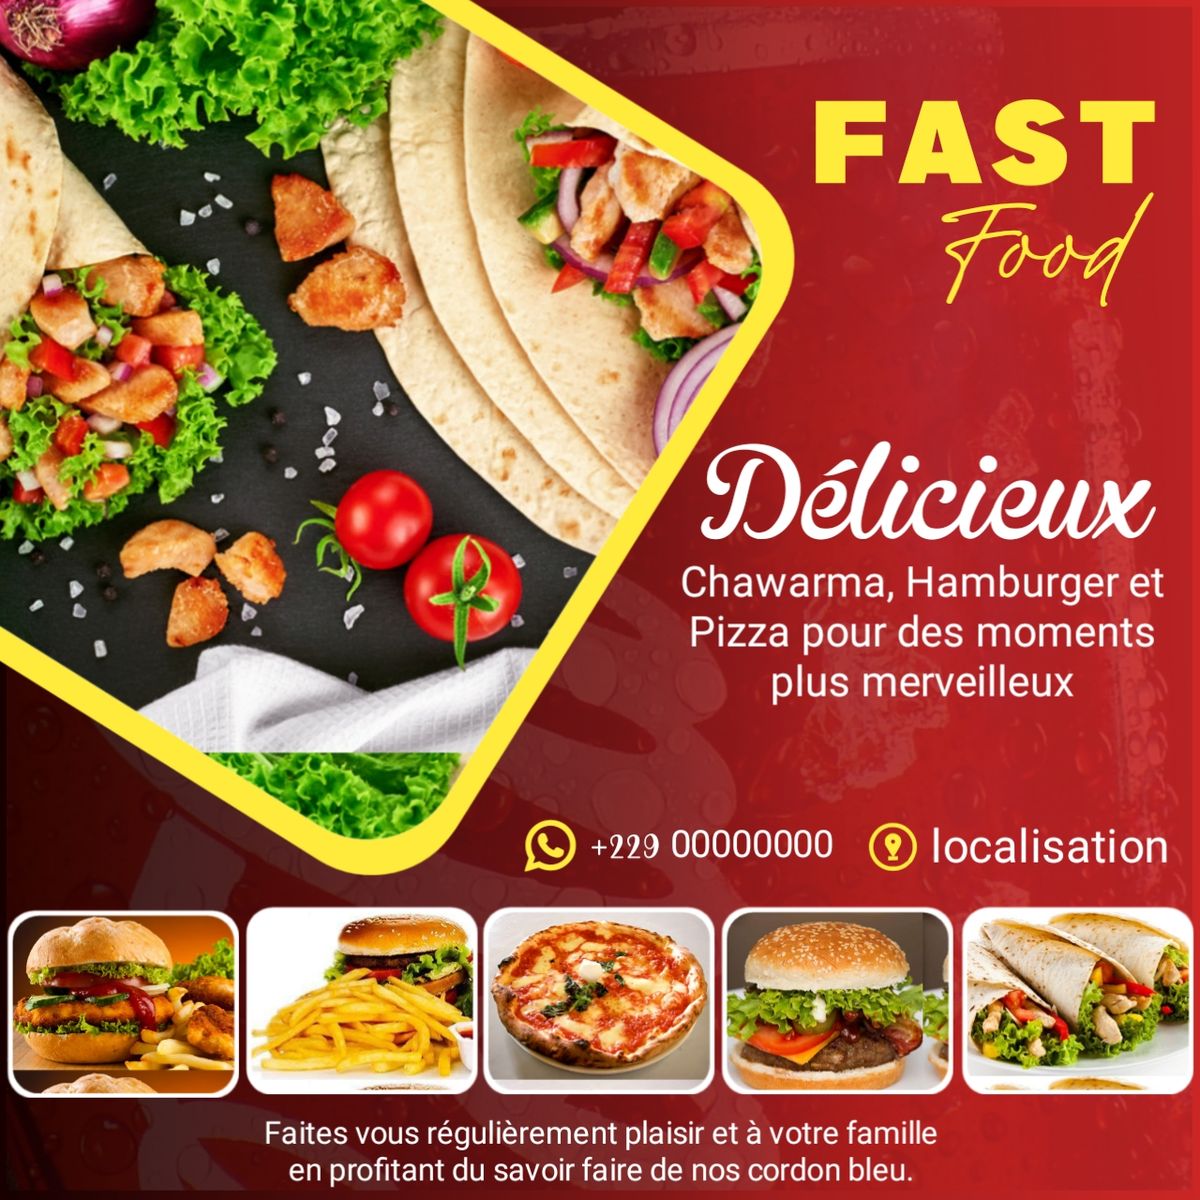 FAST
Food
Délicieux
Chawarma, Hamburger et
Pizza pour des moments
plus merveilleux
+229 00000000
localisation
Faites vous régulièrement plaisir et à votre famille
en profitant du savoir faire de nos cordon bleu.